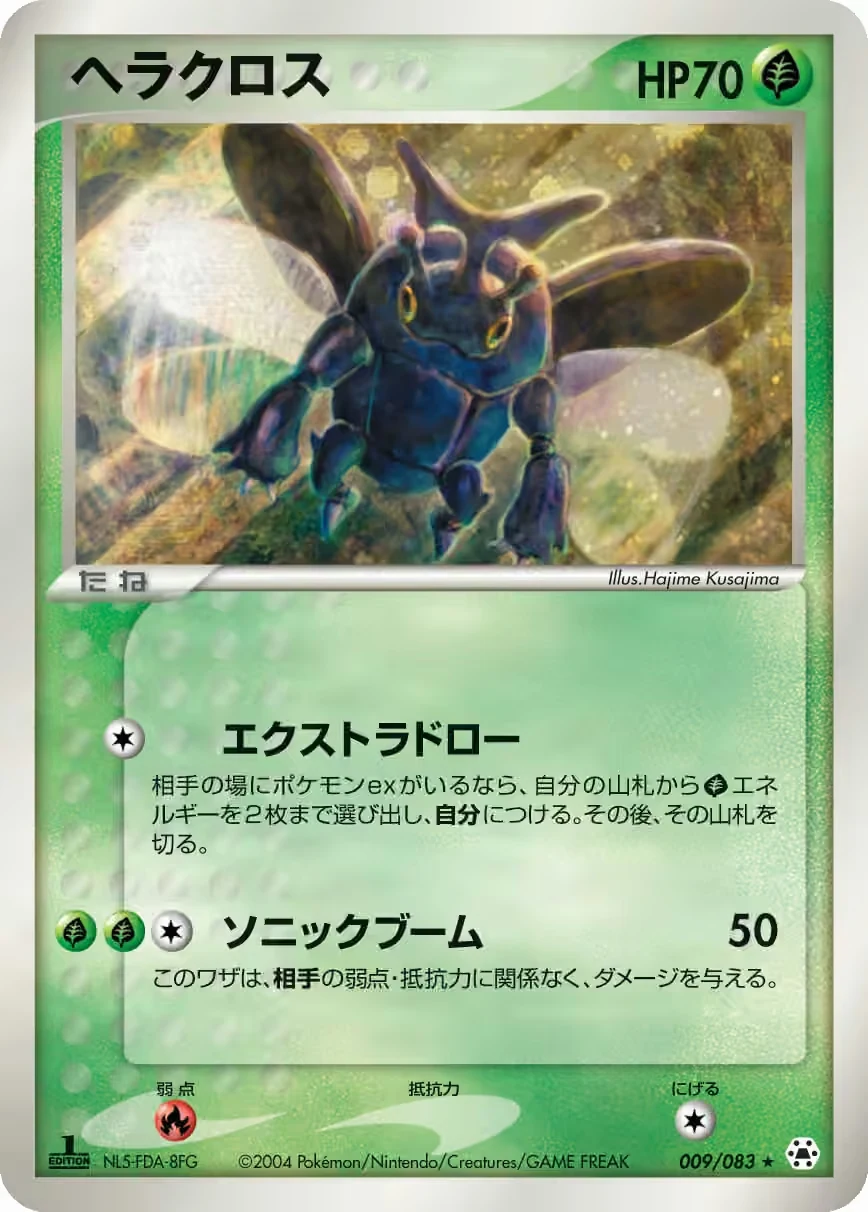 ヘラクロス HP70
たね Illus.Hajime Kusajima
エクストラドロー
相手の場にポケモンexがいるなら、自分の山札からエネ
ルギーを2枚まで選び出し、自分につける。その後、その山札を
切る。
ソニックブーム 50
このワザは、相手の弱点・抵抗力に関係なく、ダメージを与える。
弱点 抵抗力 にげる
1 EDITION NL5-FDA-8FG ©2004 Pokémon/Nintendo/Creatures/GAME FREAK 009/083 ★